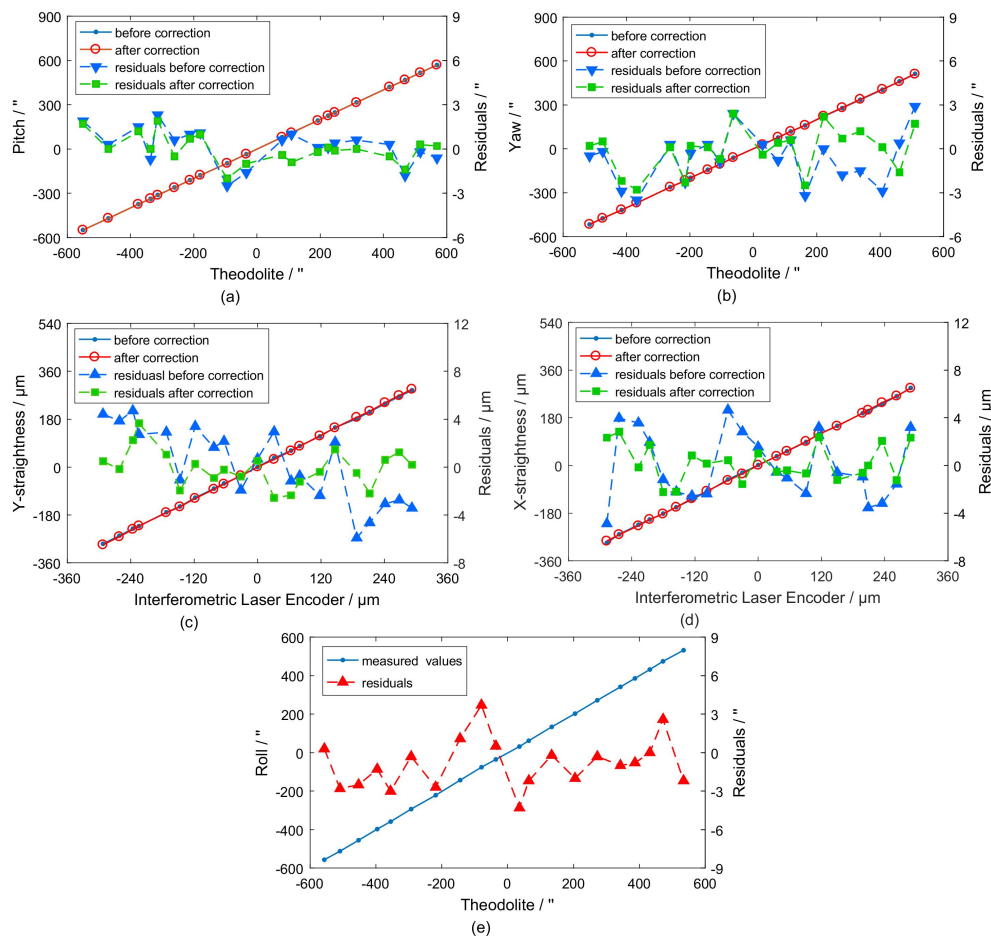 900
600
300
0
-300
-600
Pitch / "
9
6
3
0
-3
-6
Residuals / "
before correction
after correction
residuals before correction
residuals after correction
-600
-400
-200
0
200
400
600
Theodolite / "
(a)
900
600
300
0
-300
-600
Yaw / "
9
6
3
0
-3
-6
Residuals / "
before correction
after correction
residuals before correction
residuals after correction
-600
-400
-200
0
200
400
600
Theodolite / "
(b)
540
360
180
0
-180
-360
Y-straightness / μm
12
8
4
0
-4
-8
Residuals / μm
before correction
after correction
residuasl before correction
residuals after correction
-360
-240
-120
0
120
240
360
Interferometric Laser Encoder / μm
(c)
540
360
180
0
-180
-360
X-straightness / μm
12
8
4
0
-4
-8
Residuals / μm
before correction
after correction
residuals before correction
residuals after correction
360
-240
-120
0
120
240
360
Interferometric Laser Encoder / μm
(d)
600
400
200
0
-200
-400
-600
Roll / "
9
6
3
0
-3
-6
-9
Residuals / "
measured values
residuals
-600
-400
-200
0
200
400
600
Theodolite / "
(e)